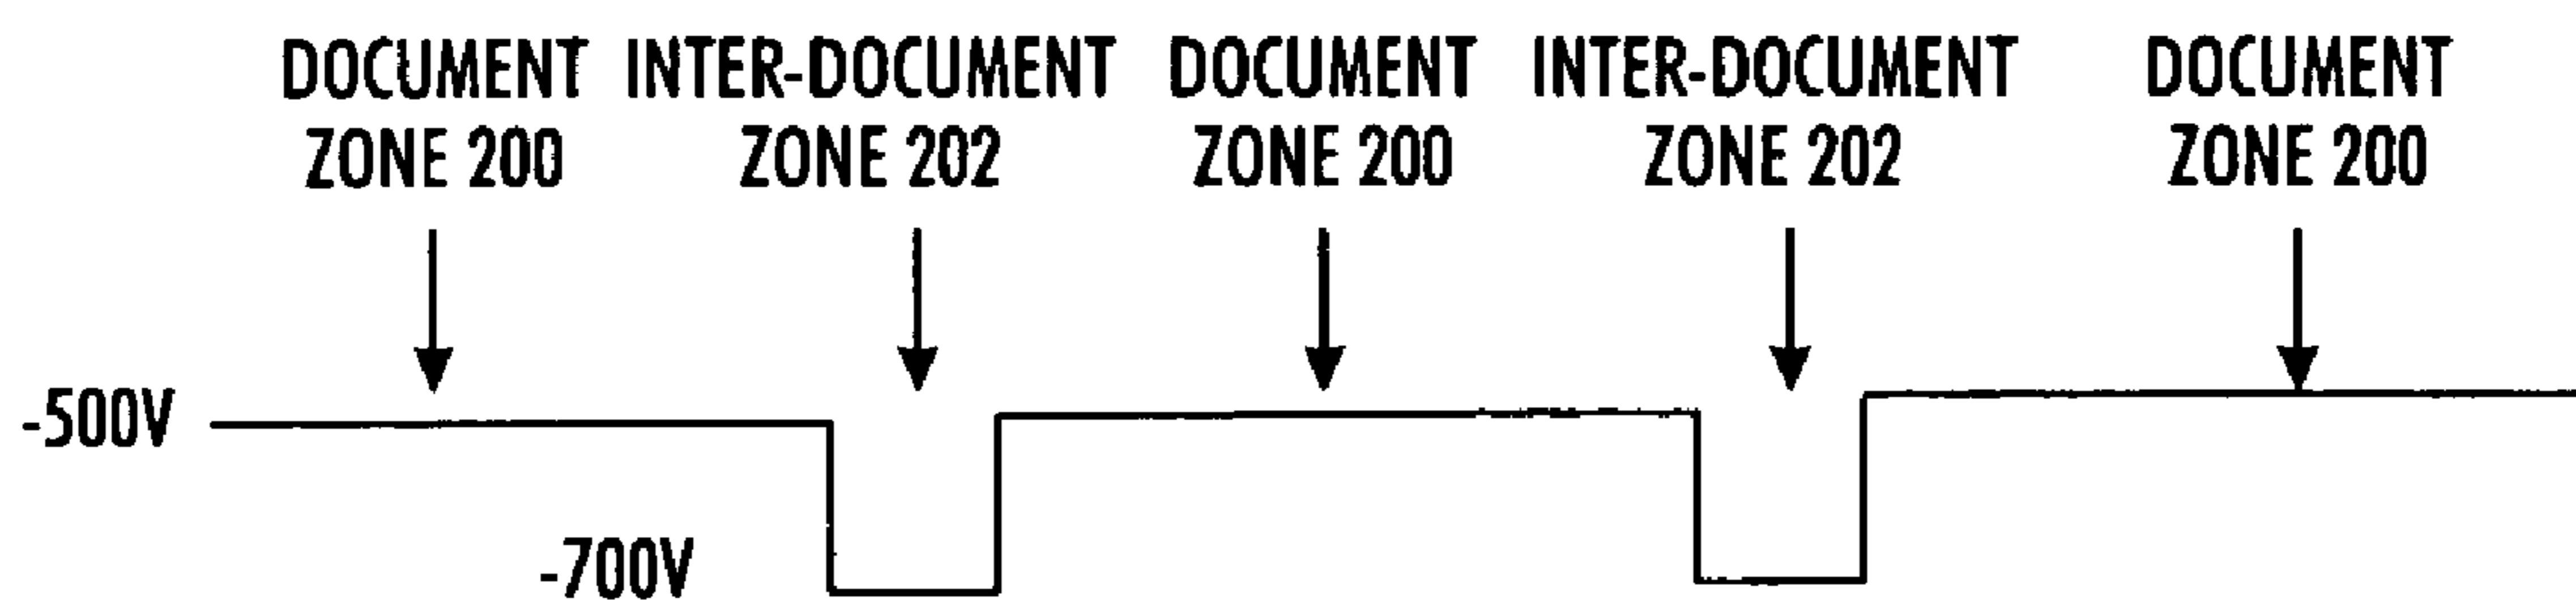 DOCUMENT INTER-DOCUMENT DOCUMENT INTER-DOCUMENT DOCUMENT
ZONE 200 ZONE 202 ZONE 200 ZONE 202 ZONE 200
-500V
-700V